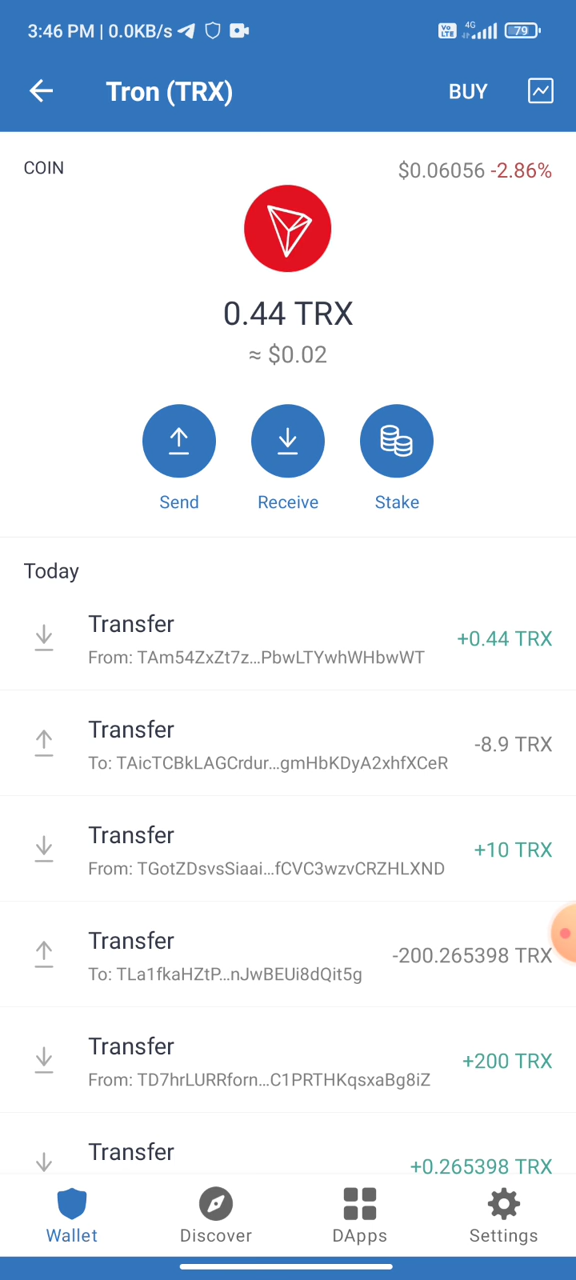 3:46 PM | 0.0KB/s
Vo LTE 4G 79
Tron (TRX)
BUY
COIN
$0.06056 -2.86%
0.44 TRX
≈ $0.02
Send
Receive
Stake
Today
Transfer
+0.44 TRX
From: TAm54ZxZt7z...PbwLTYwhWHbwWT
Transfer
-8.9 TRX
To: TAicTCBkLAGCrdur...gmHbKDyA2xhfXCeR
Transfer
+10 TRX
From: TGotZDsvsSiaai...fCVC3wzvCRZHLXND
Transfer
-200.265398 TRX
To: TLa1fkaHZtP...nJwBEUi8dQit5g
Transfer
+200 TRX
From: TD7hrLURRforn...C1PRTHKqsxaBg8iZ
Transfer
+0.265398 TRX
Wallet
Discover
DApps
Settings